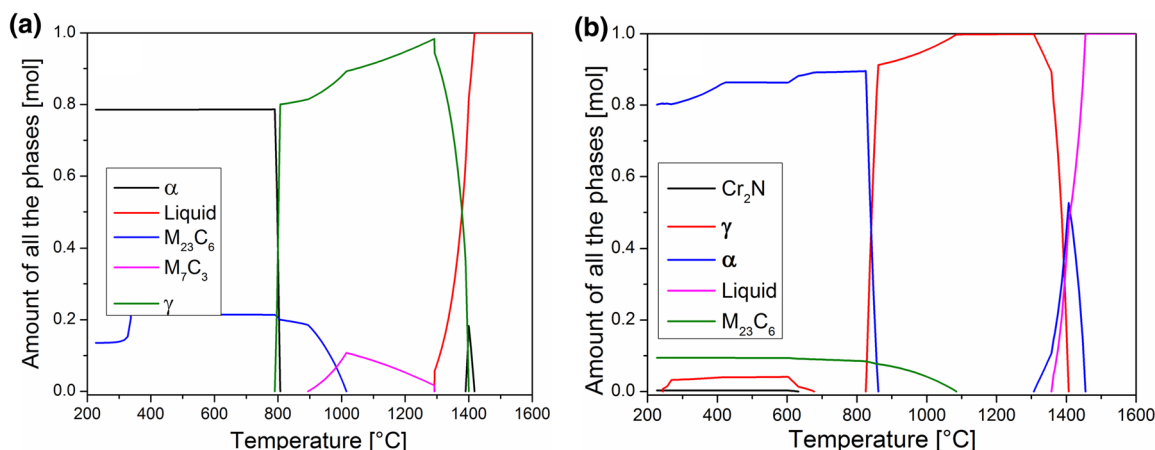 (a)
Amount of all the phases [mol]
1.0
0.8
0.6
0.4
0.2
0.0
α
Liquid
M₂₃C₆
M₇C₃
γ
200 400 600 800 1000 1200 1400 1600
Temperature [°C]
(b)
Amount of all the phases [mol]
1.0
0.8
0.6
0.4
0.2
0.0
Cr₂N
γ
α
Liquid
M₂₃C₆
200 400 600 800 1000 1200 1400 1600
Temperature [°C]